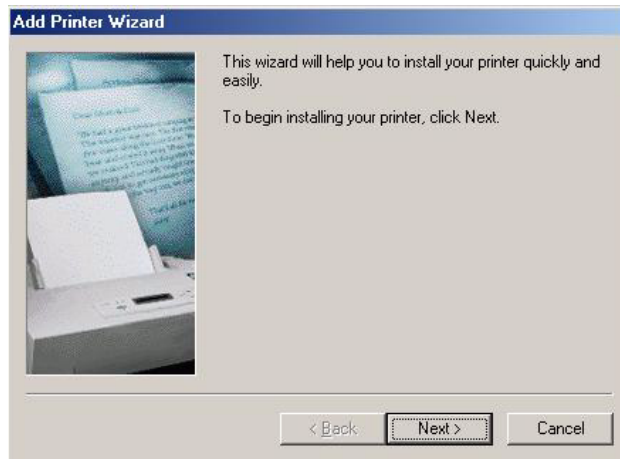 Add Printer Wizard
This wizard will help you to install your printer quickly and
easily.
To begin installing your printer, click Next.
< Back
Next >
Cancel